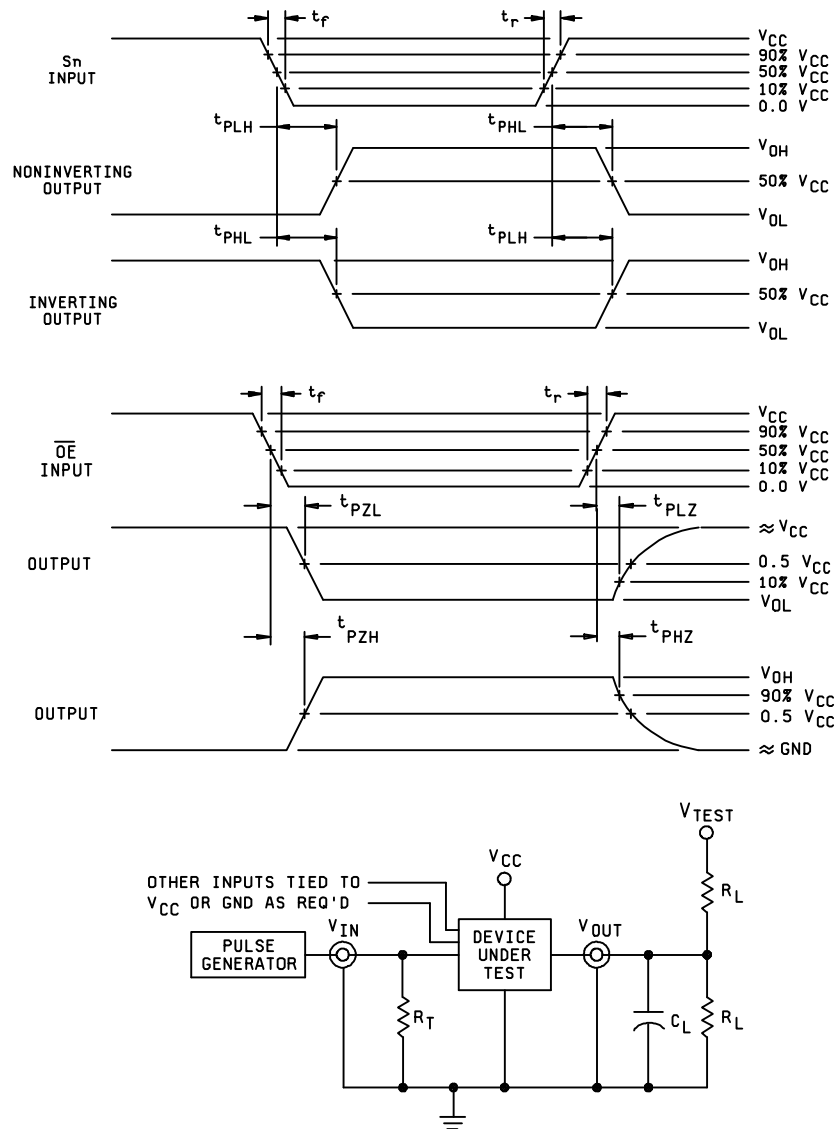 t_f t_r
V_CC
90% V_CC
50% V_CC
10% V_CC
0.0 V
Sn
INPUT
t_PLH t_PHL
NONINVERTING
OUTPUT
V_OH
50% V_CC
V_OL
t_PHL t_PLH
INVERTING
OUTPUT
V_OH
50% V_CC
V_OL
t_f t_r
V_CC
90% V_CC
50% V_CC
10% V_CC
0.0 V
O̅E̅
INPUT
t_PZL t_PLZ
OUTPUT
≈ V_CC
0.5 V_CC
10% V_CC
V_OL
t_PZH t_PHZ
OUTPUT
V_OH
90% V_CC
0.5 V_CC
≈ GND
V_TEST
V_CC
R_L
OTHER INPUTS TIED TO
V_CC OR GND AS REQ'D
V_IN
V_OUT
PULSE
GENERATOR
DEVICE
UNDER
TEST
R_T
C_L
R_L